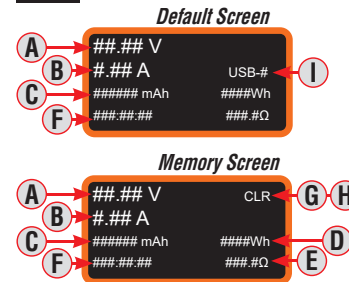 Default Screen
A ##.## V
B #.## A USB-# I
C ###### mAh ####Wh
F ###:##:## ###.#Ω
Memory Screen
A ##.## V CLR G H
B #.## A
C ###### mAh ####Wh D
F ###:##:## ###.#Ω E